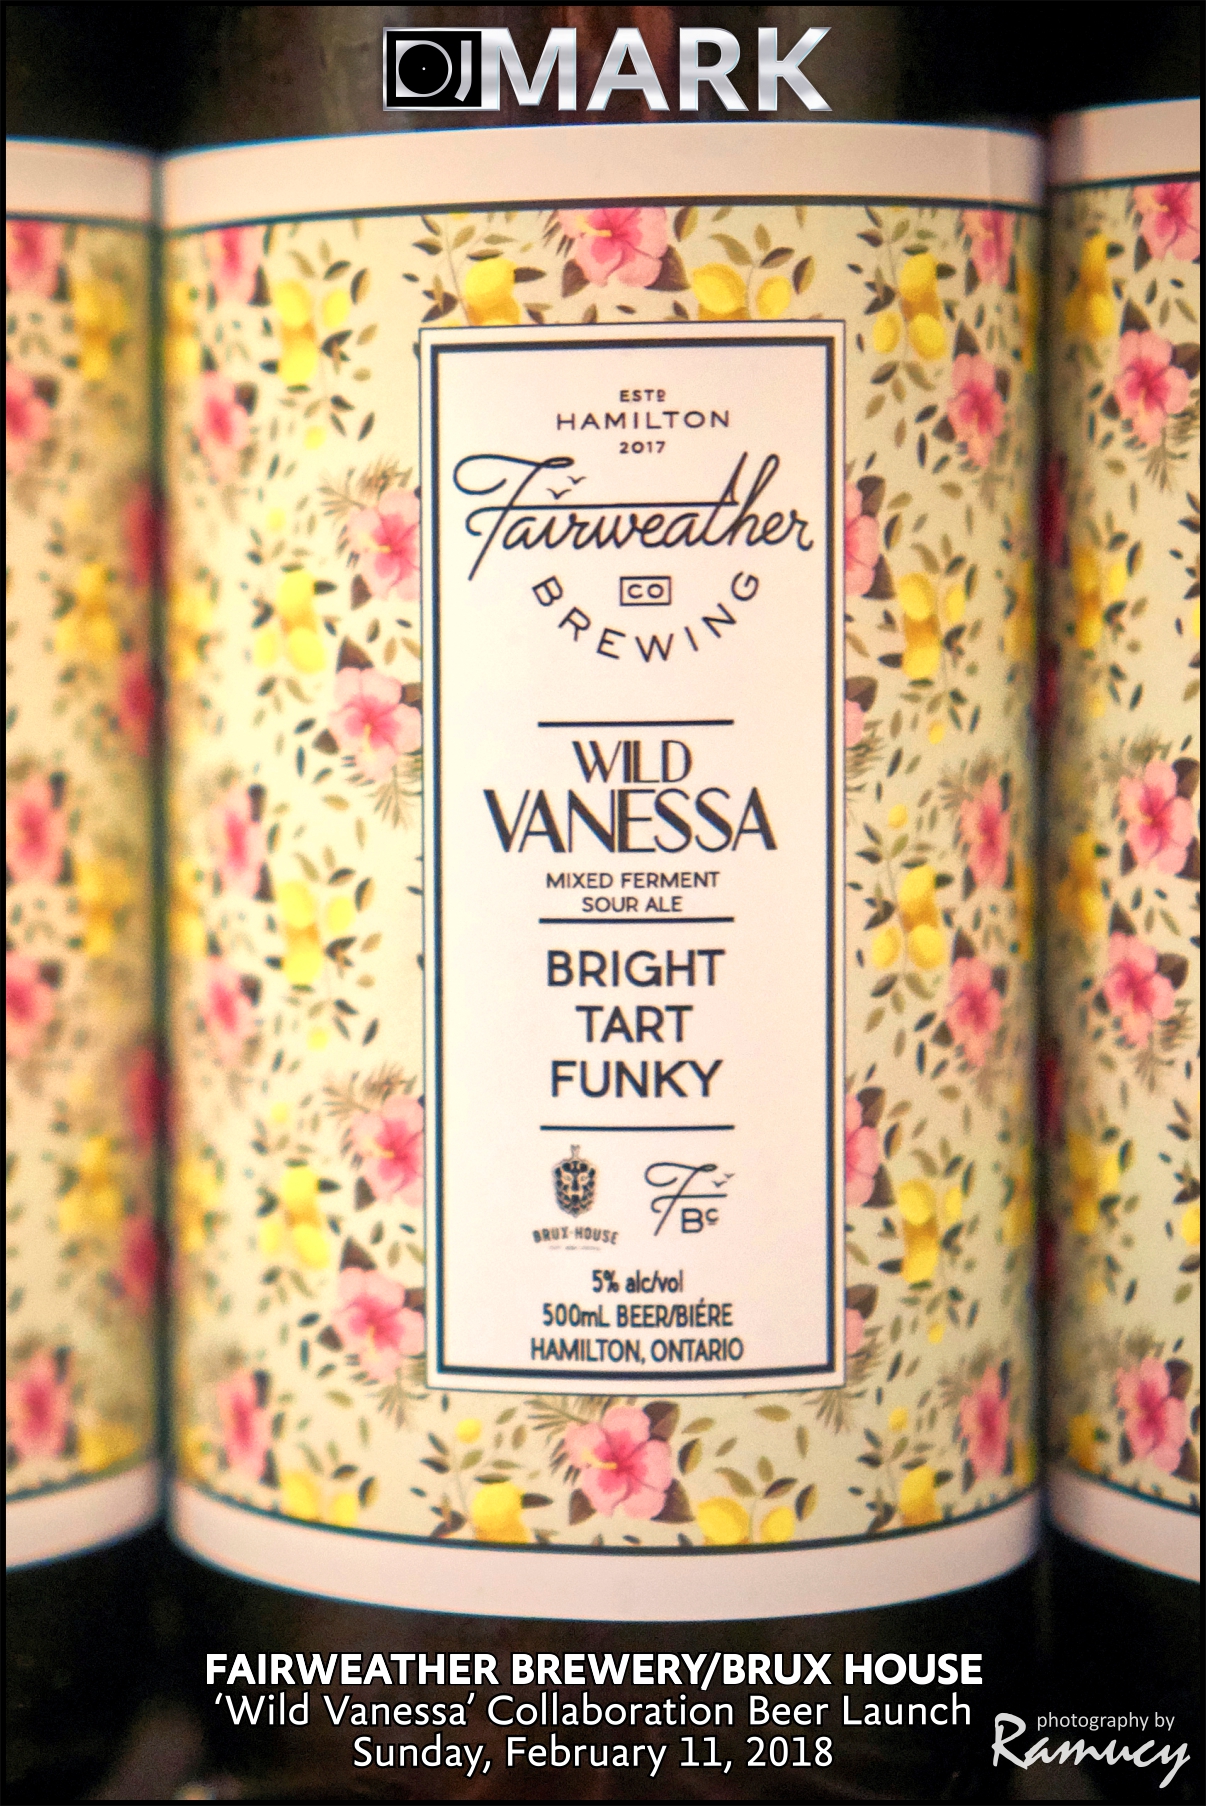 DJ MARK
ESTD
HAMILTON
2017
Fairweather
CO
BREWING
WILD
VANESSA
MIXED FERMENT
SOUR ALE
BRIGHT
TART
FUNKY
BRUX·HOUSE
FBC
5% alc/vol
500mL BEER/BIÉRE
HAMILTON, ONTARIO
FAIRWEATHER BREWERY/BRUX HOUSE
‘Wild Vanessa’ Collaboration Beer Launch
Sunday, February 11, 2018
photography by
Ramucy